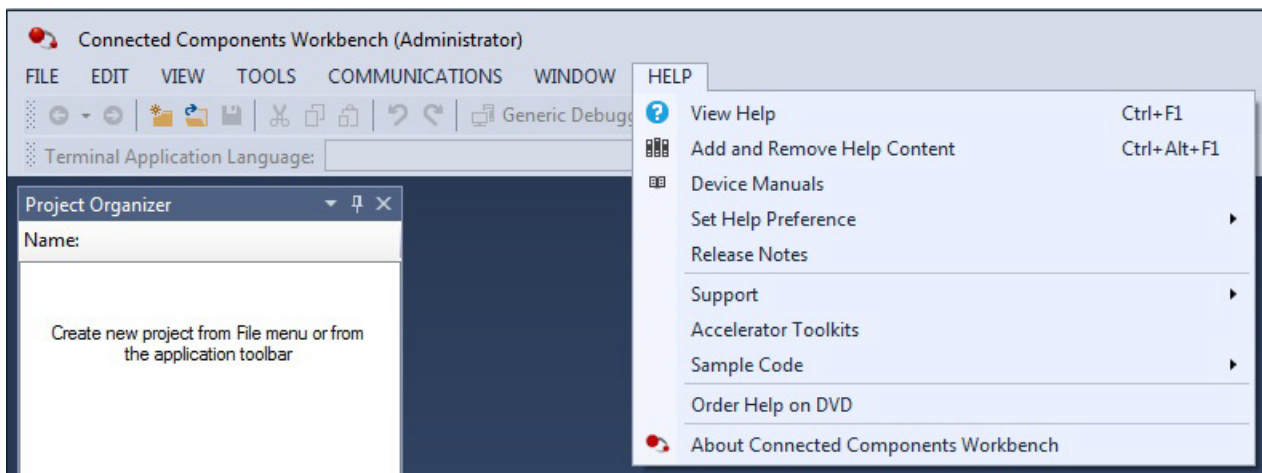 Connected Components Workbench (Administrator)
FILE EDIT VIEW TOOLS COMMUNICATIONS WINDOW HELP
Generic
Terminal Application Language:
Project Organizer
Name:
Create new project from File menu or from
the application toolbar
View Help Ctrl+F1
Add and Remove Help Content Ctrl+Alt+F1
Device Manuals
Set Help Preference
Release Notes
Support
Accelerator Toolkits
Sample Code
Order Help on DVD
About Connected Components Workbench